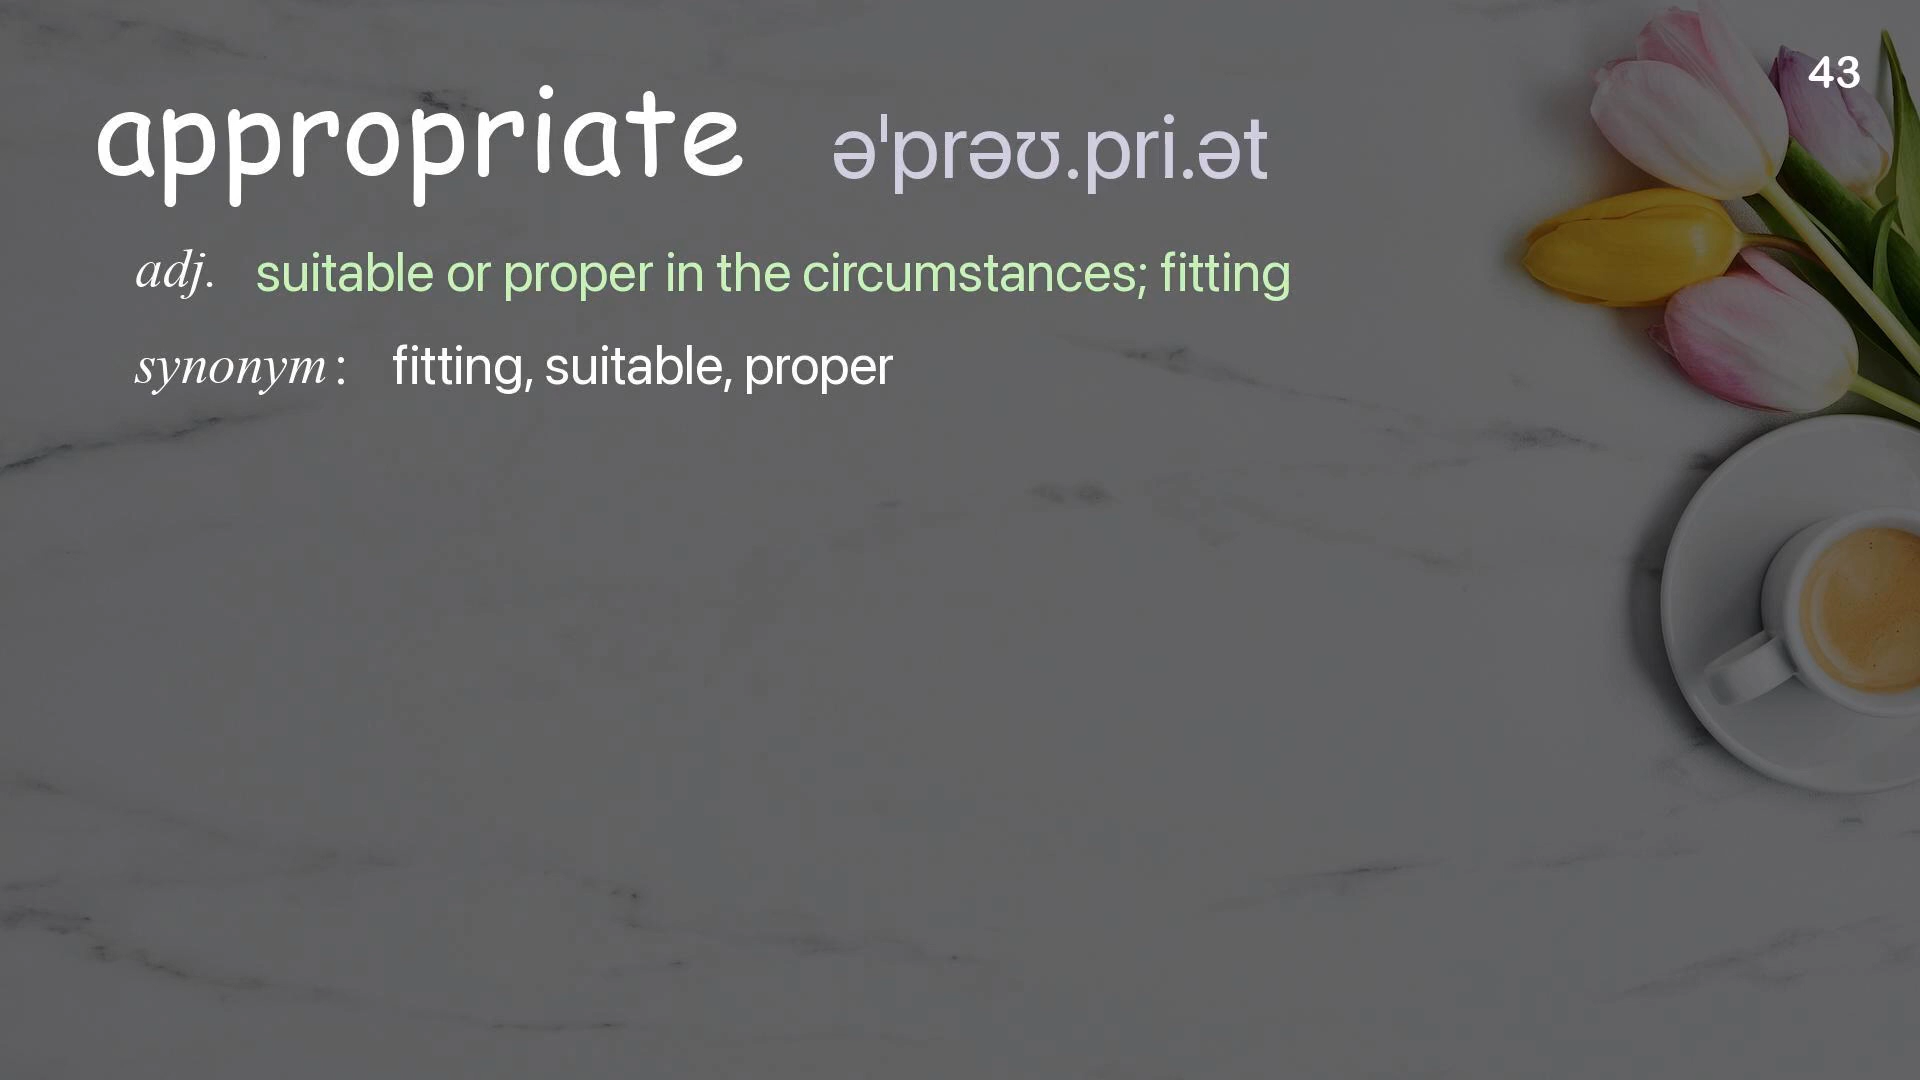 43
appropriate əˈprəʊ.pri.ət
adj. suitable or proper in the circumstances; fitting
synonym: fitting, suitable, proper